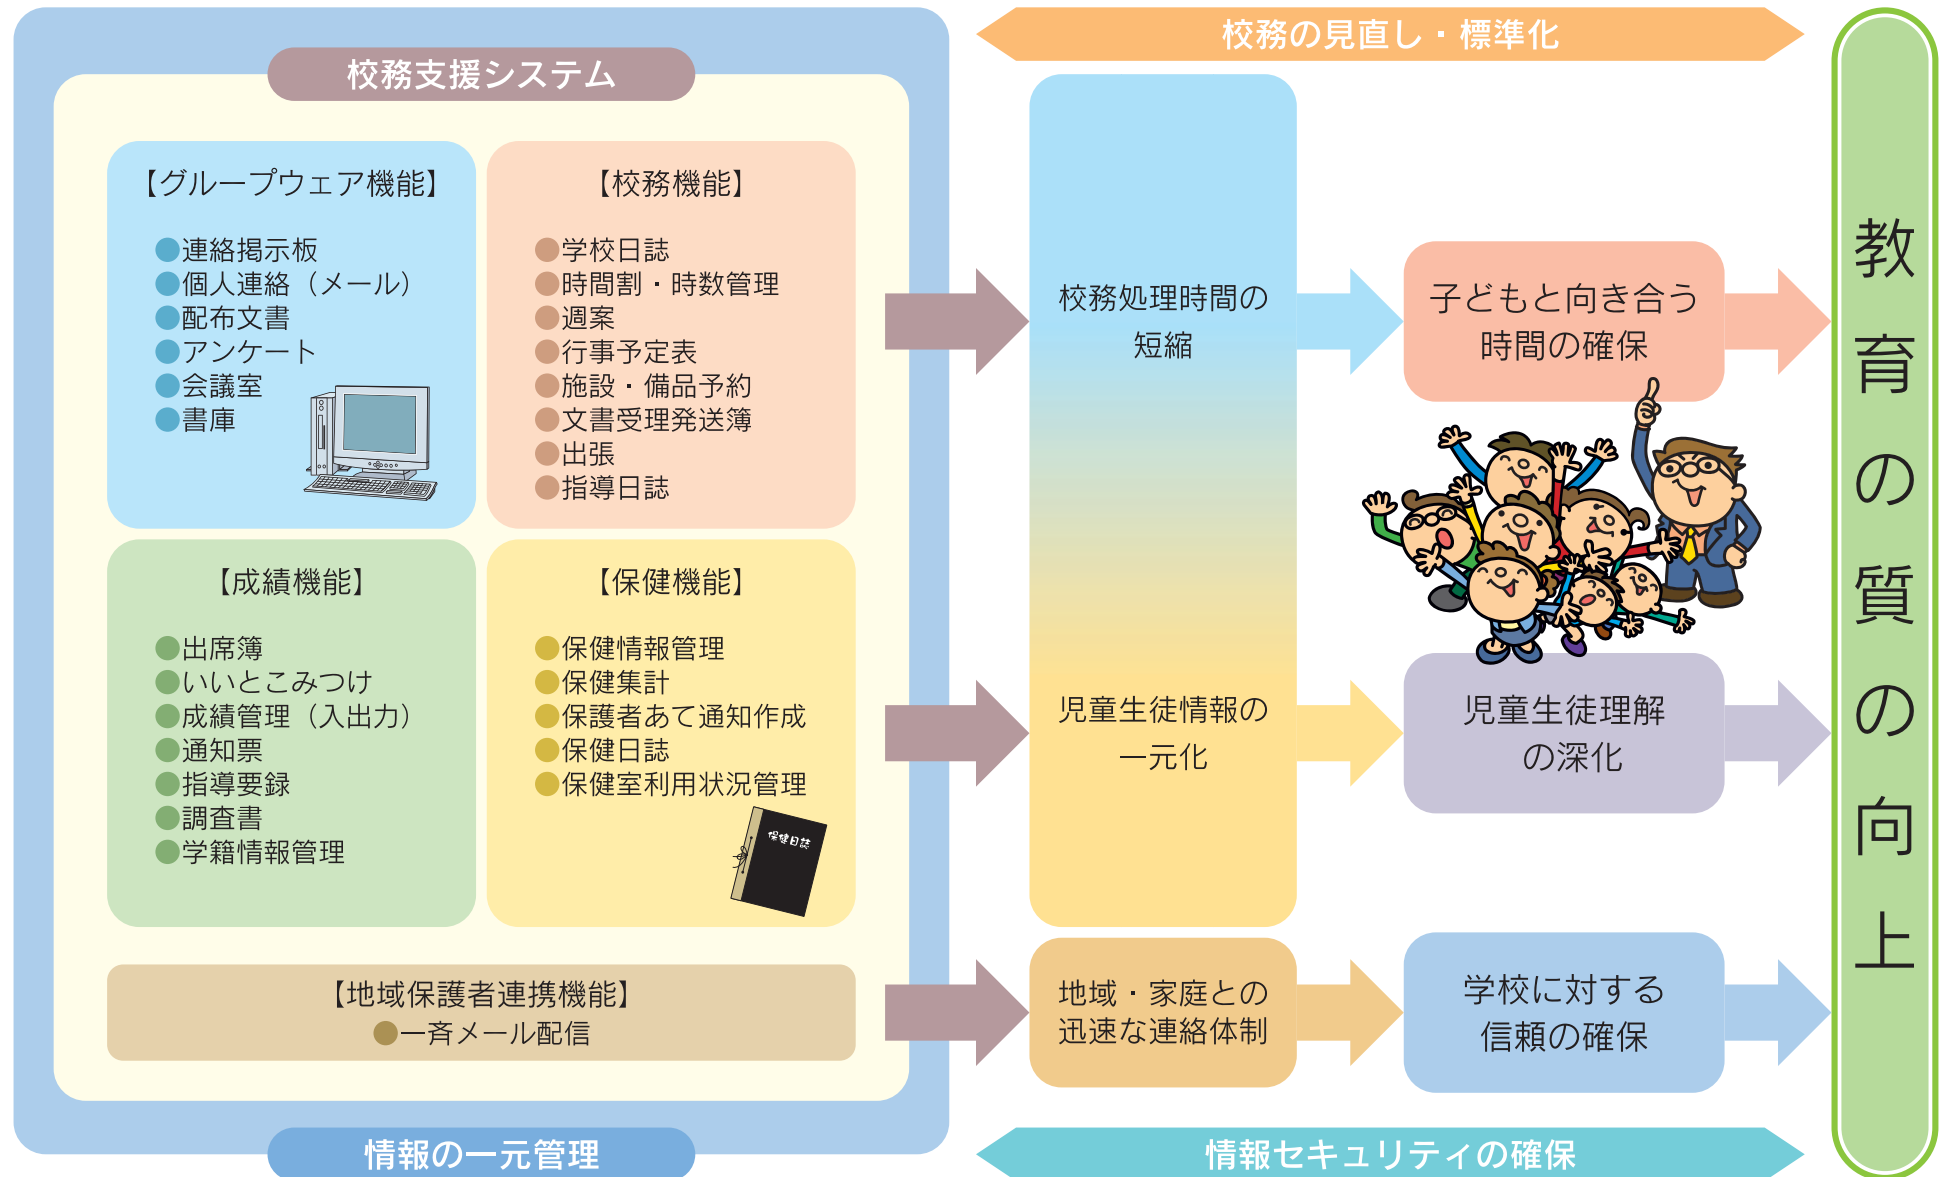 校務支援システム
【グループウェア機能】
●連絡掲示板
●個人連絡（メール）
●配布文書
●アンケート
●会議室
●書庫
【校務機能】
●学校日誌
●時間割・時数管理
●週案
●行事予定表
●施設・備品予約
●文書受理発送簿
●出張
●指導日誌
【成績機能】
●出席簿
●いいとこみつけ
●成績管理（入出力）
●通知票
●指導要録
●調査書
●学籍情報管理
【保健機能】
●保健情報管理
●保健集計
●保護者あて通知作成
●保健日誌
●保健室利用状況管理
保健日誌
【地域保護者連携機能】
●一斉メール配信
情報の一元管理
校務の見直し・標準化
校務処理時間の
短縮
児童生徒情報の
一元化
地域・家庭との
迅速な連絡体制
子どもと向き合う
時間の確保
児童生徒理解
の深化
学校に対する
信頼の確保
情報セキュリティの確保
教育の質の向上